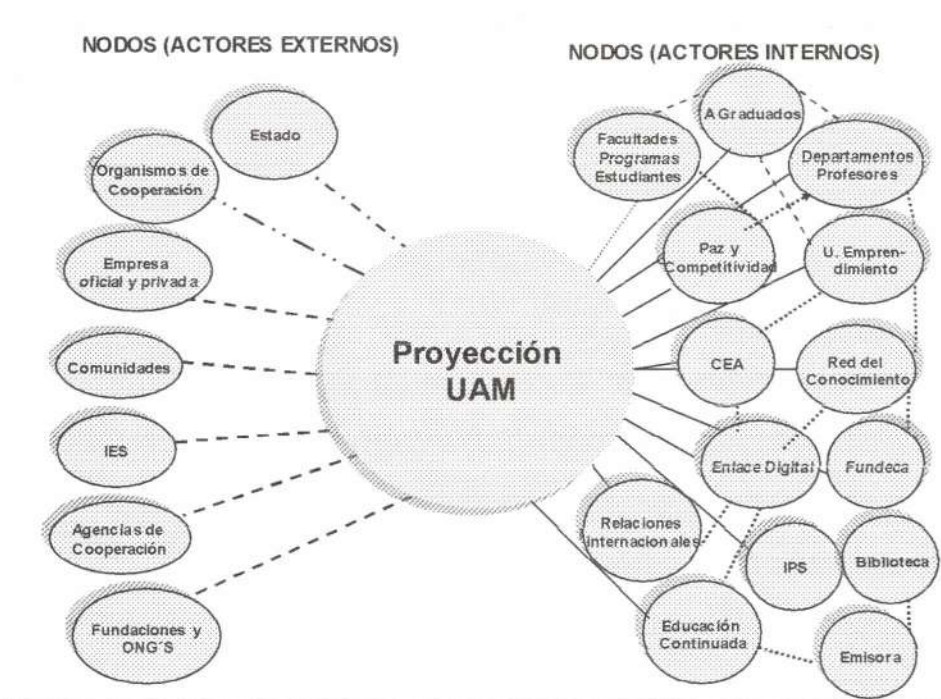 NODOS (ACTORES EXTERNOS)
Estado
Organismos de
Cooperación
Empresa
oficial y privada
Comunidades
IES
Agencias de
Cooperación
Fundaciones y
ONG´S
Proyección
UAM
NODOS (ACTORES INTERNOS)
A Graduados
Facultades
Programas
Estudiantes
Departamentos
Profesores
Paz y
Competitividad
U. Empren-
dimiento
CEA
Red del
Conocimiento
Enlace Digital
Fundeca
Relaciones
internacionales
IPS
Biblioteca
Educación
Continuada
Emisora